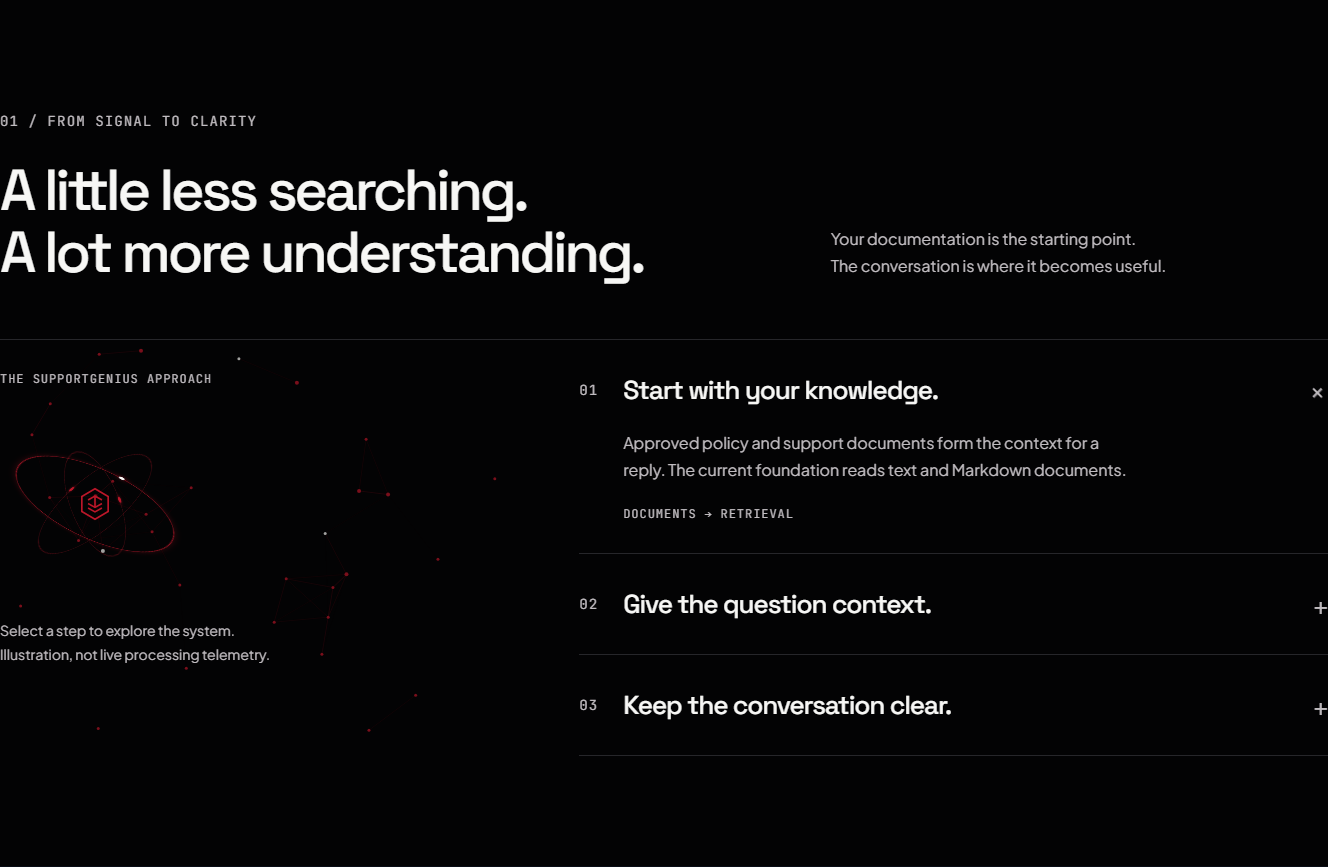 01 / FROM SIGNAL TO CLARITY
A little less searching.
A lot more understanding.
Your documentation is the starting point.
The conversation is where it becomes useful.
THE SUPPORTGENIUS APPROACH
Select a step to explore the system.
Illustration, not live processing telemetry.
01 Start with your knowledge. ×
Approved policy and support documents form the context for a
reply. The current foundation reads text and Markdown documents.
DOCUMENTS → RETRIEVAL
02 Give the question context. +
03 Keep the conversation clear. +